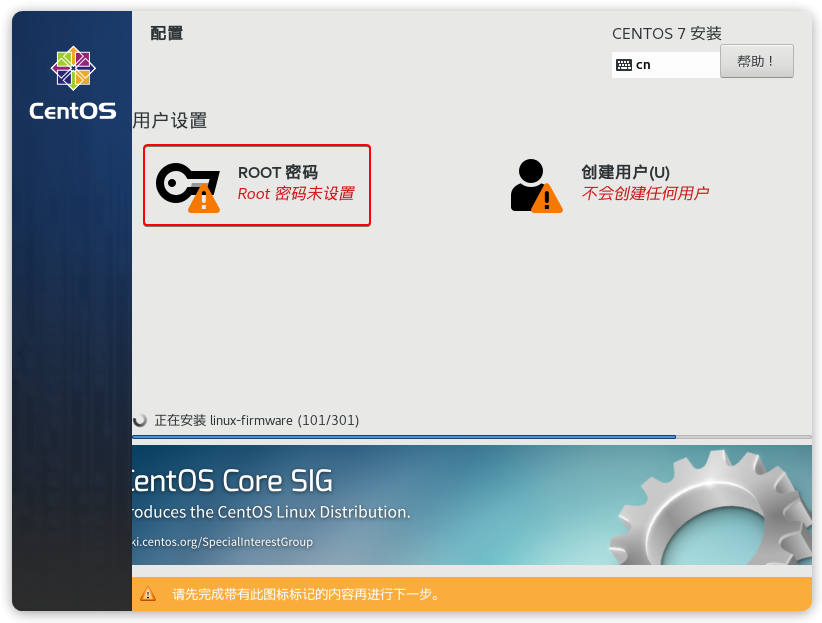 配置
CENTOS 7 安装
cn
帮助！
CentOS
用户设置
ROOT 密码
Root 密码未设置
创建用户(U)
不会创建任何用户
正在安装 linux-firmware (101/301)
entOS Core SIG
roduces the CentOS Linux Distribution.
ki.centos.org/SpecialInterestGroup
请先完成带有此图标标记的内容再进行下一步。